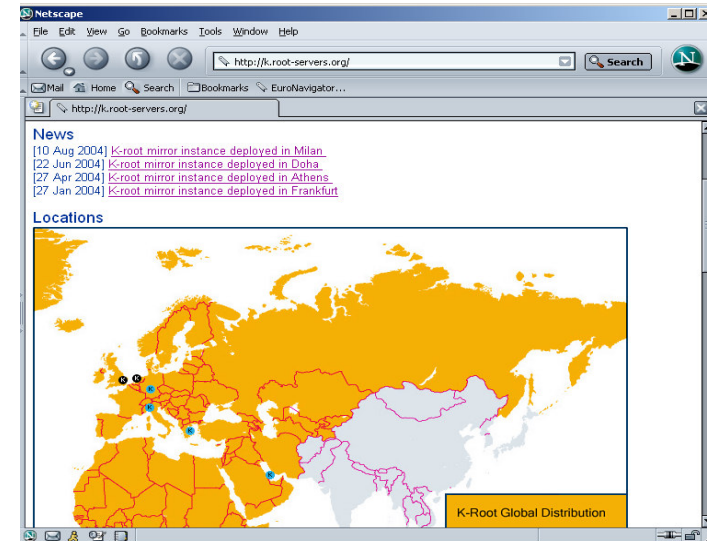 Netscape
File Edit View Go Bookmarks Tools Window Help
http://k.root-servers.org/
Search
N
Mail Home Search Bookmarks EuroNavigator...
http://k.root-servers.org/
News
[10 Aug 2004] K-root mirror instance deployed in Milan
[22 Jun 2004] K-root mirror instance deployed in Doha
[27 Apr 2004] K-root mirror instance deployed in Athens
[27 Jan 2004] K-root mirror instance deployed in Frankfurt
Locations
K K
K
K
K
K
K-Root Global Distribution